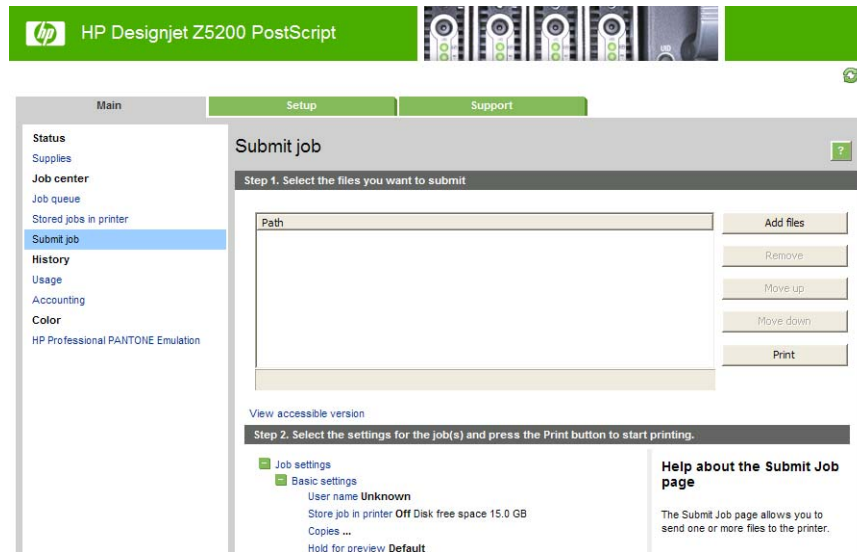 hp HP Designjet Z5200 PostScript
Main Setup Support
Status
Supplies
Job center
Job queue
Stored jobs in printer
Submit job
History
Usage
Accounting
Color
HP Professional PANTONE Emulation
Submit job
?
Step 1. Select the files you want to submit
Path
Add files
Remove
Move up
Move down
Print
View accessible version
Step 2. Select the settings for the job(s) and press the Print button to start printing.
Job settings
Basic settings
User name Unknown
Store job in printer Off Disk free space 15.0 GB
Copies ...
Hold for preview Default
Help about the Submit Job
page
The Submit Job page allows you to
send one or more files to the printer.